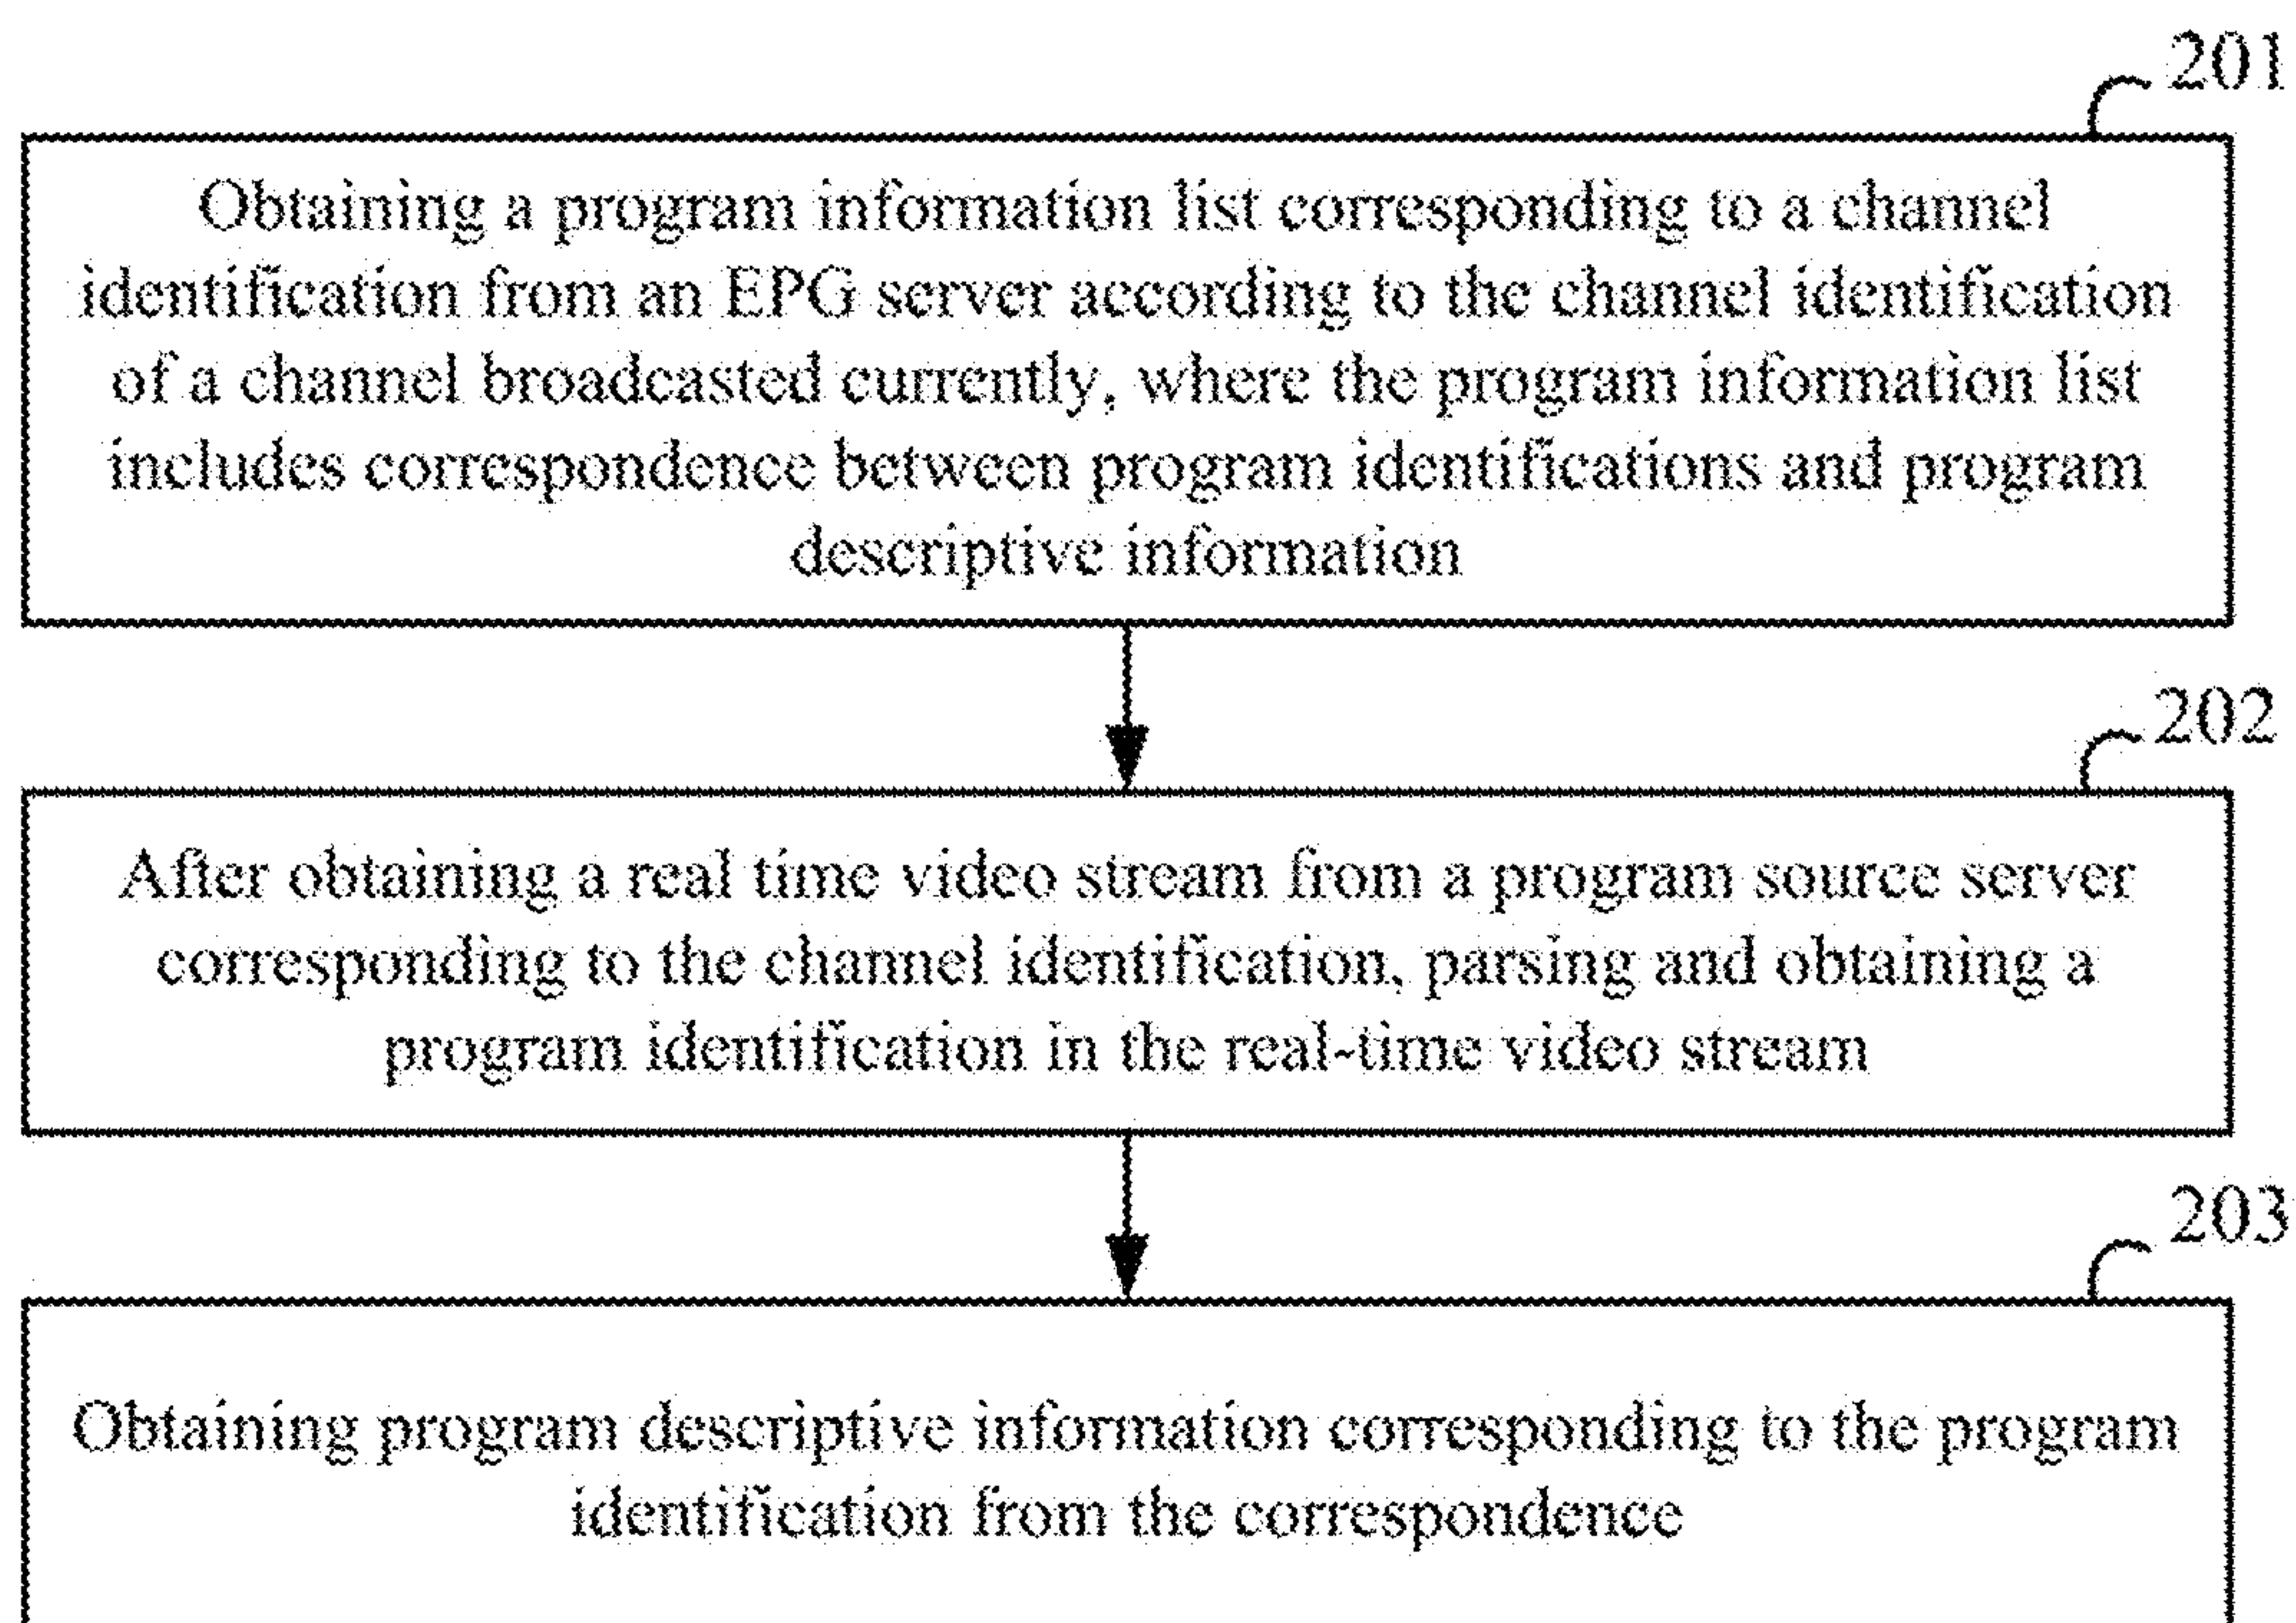 201
Obtaining a program information list corresponding to a channel
identification from an EPG server according to the channel identification
of a channel broadcasted currently, where the program information list
includes correspondence between program identifications and program
descriptive information
202
After obtaining a real time video stream from a program source server
corresponding to the channel identification, parsing and obtaining a
program identification in the real-time video stream
203
Obtaining program descriptive information corresponding to the program
identification from the correspondence